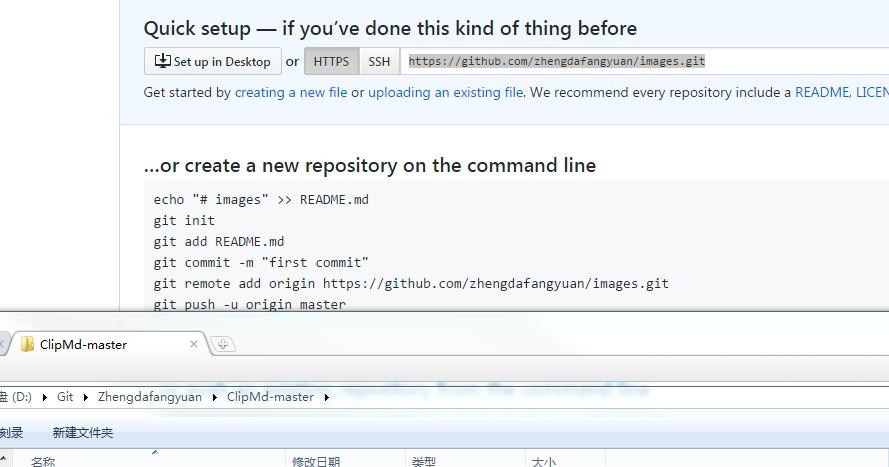 Quick setup — if you’ve done this kind of thing before
Set up in Desktop or HTTPS SSH https://github.com/zhengdafangyuan/images.git
Get started by creating a new file or uploading an existing file. We recommend every repository include a README, LICEN
...or create a new repository on the command line
echo "# images" >> README.md
git init
git add README.md
git commit -m "first commit"
git remote add origin https://github.com/zhengdafangyuan/images.git
git push -u origin master
ClipMd-master
repository from the command line
盘 (D:) Git Zhengdafangyuan ClipMd-master
刻录 新建文件夹
名称 修改日期 类型 大小